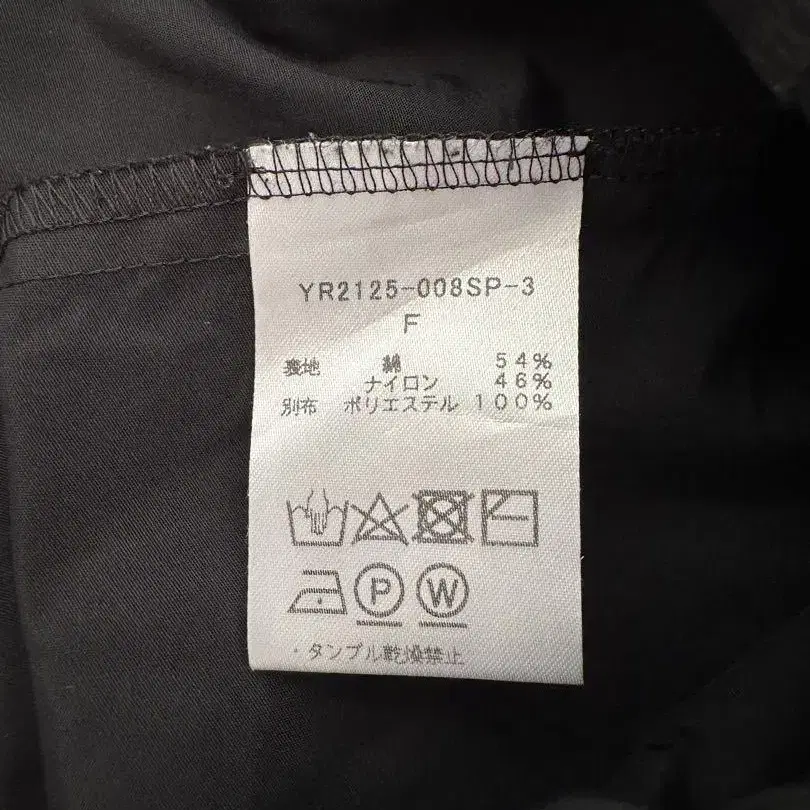 YR2125-008SP-3
F
裏地 綿 54%
ナイロン 46%
別布 ポリエステル 100%
P W
・タンブル乾燥禁止